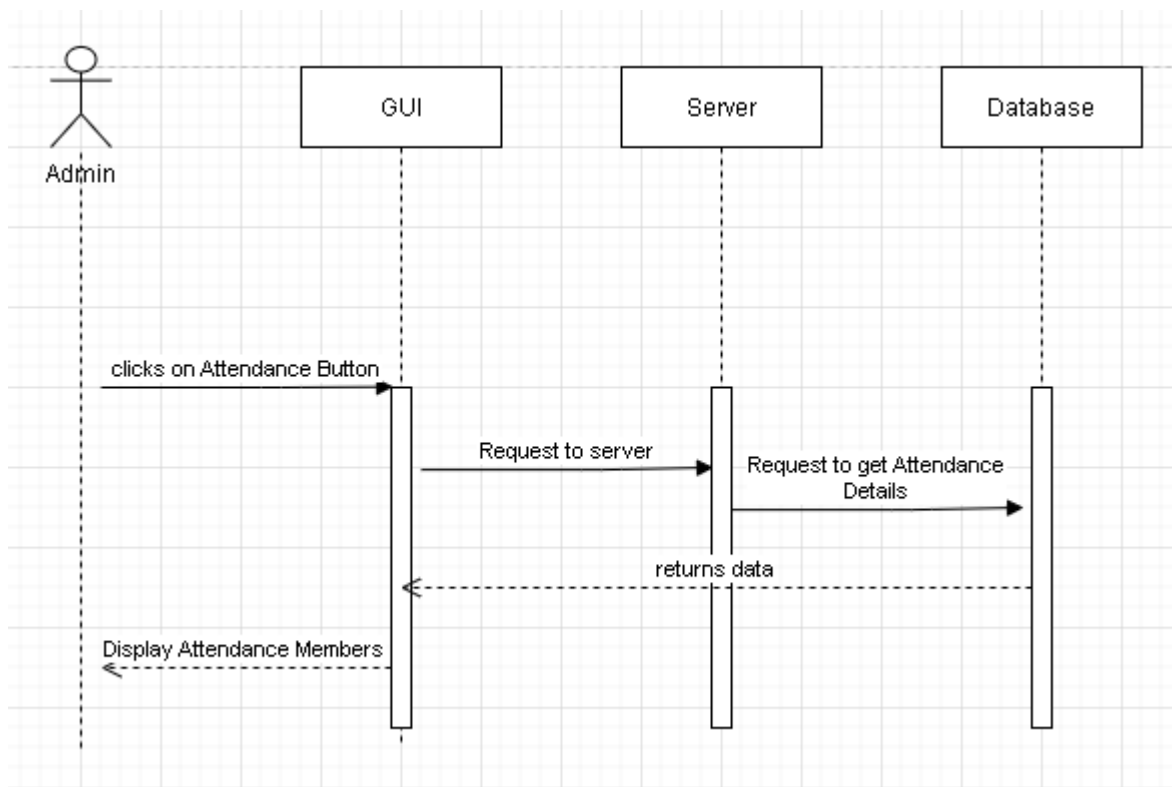 GUI
Server
Database
Admin
clicks on Attendance Button
Request to server
Request to get Attendance
Details
returns data
Display Attendance Members